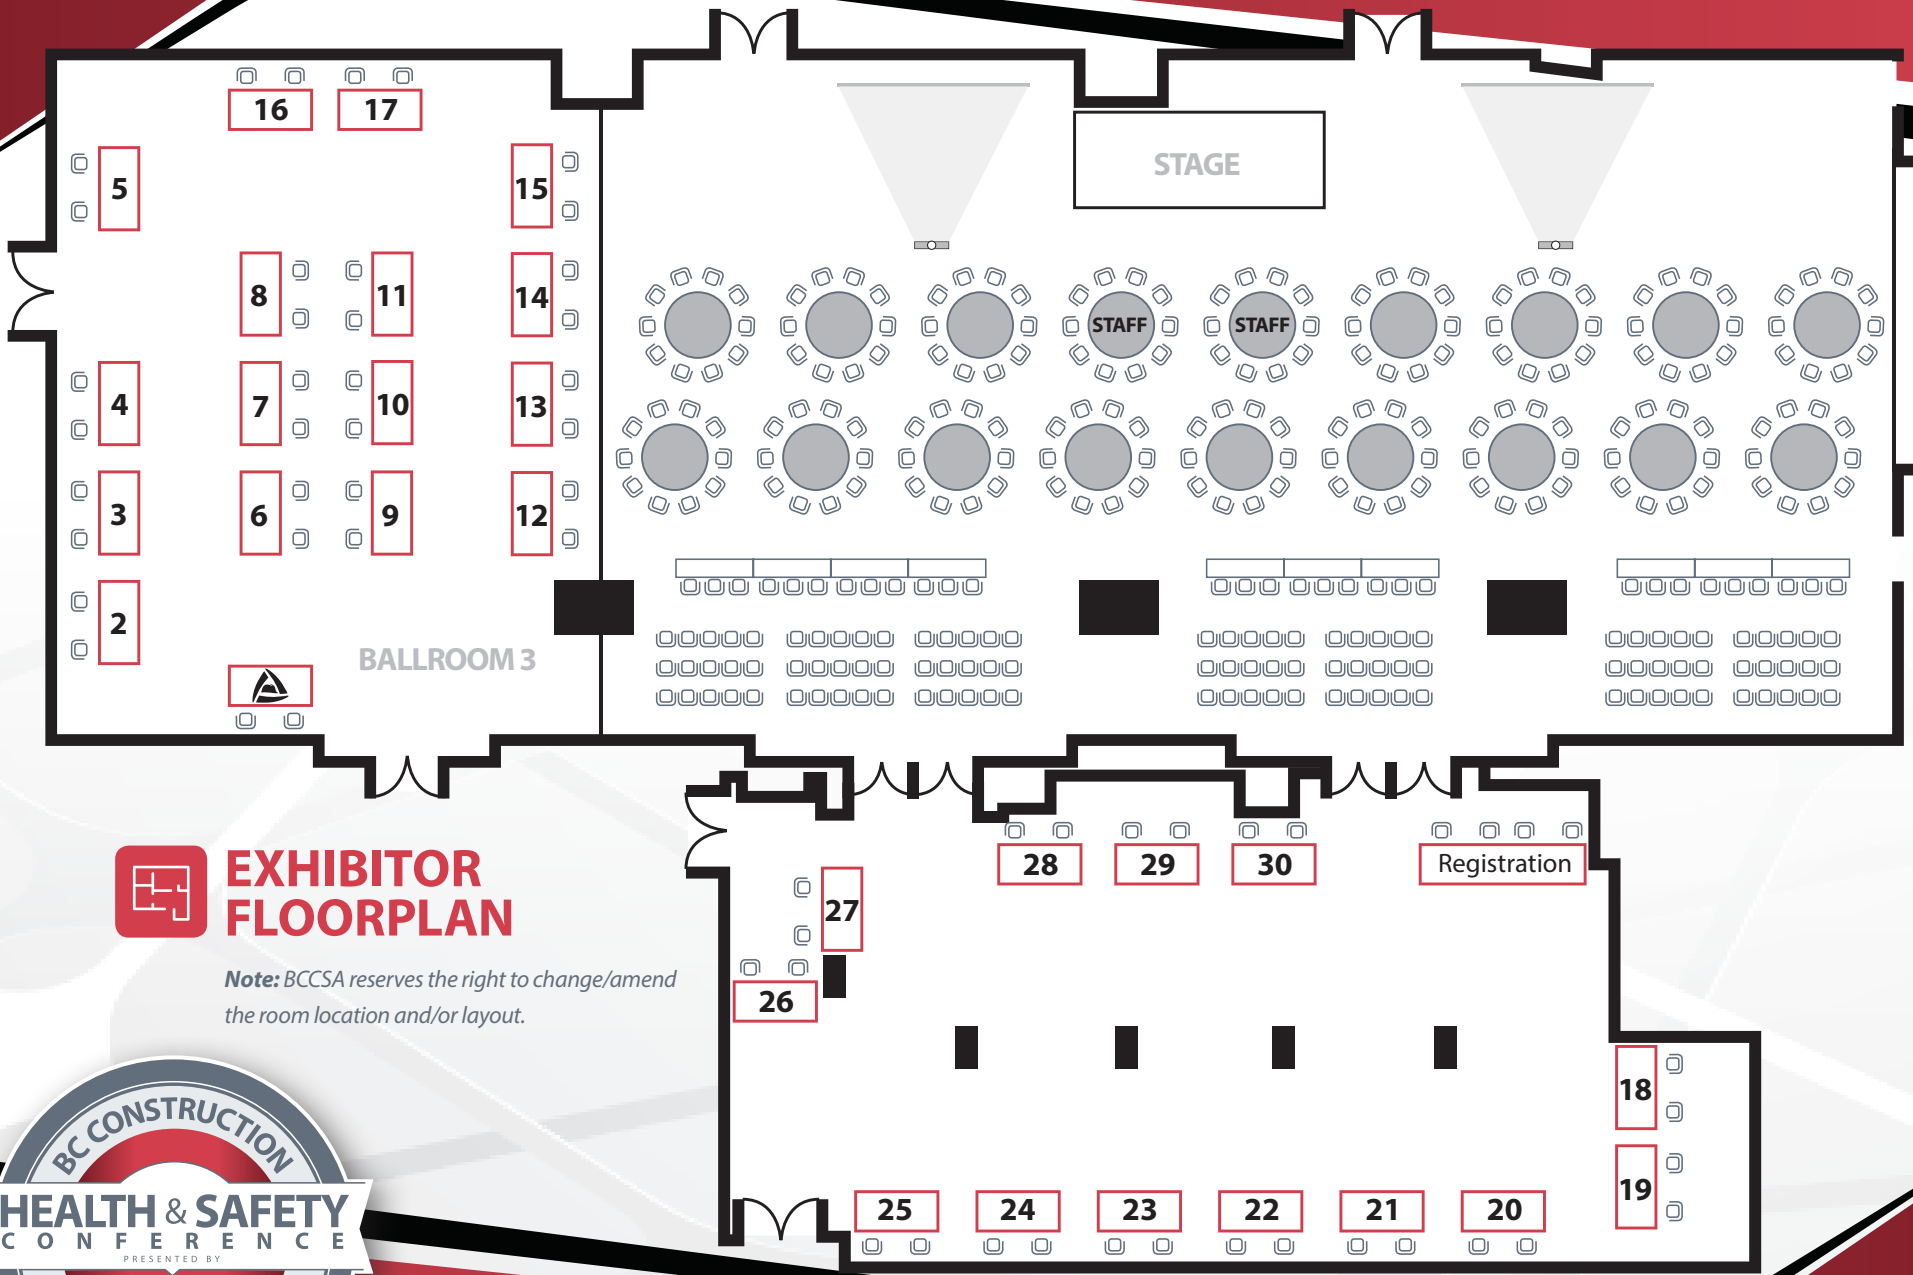 16
17
5
15
STAGE
8
11
14
STAFF
STAFF
4
7
10
13
3
6
9
12
2
BALLROOM 3
28
29
30
Registration
27
26
18
19
25
24
23
22
21
20
EXHIBITOR
FLOORPLAN
Note: BCCSA reserves the right to change/amend
the room location and/or layout.
BC CONSTRUCTION
HEALTH & SAFETY
CONFERENCE
PRESENTED BY